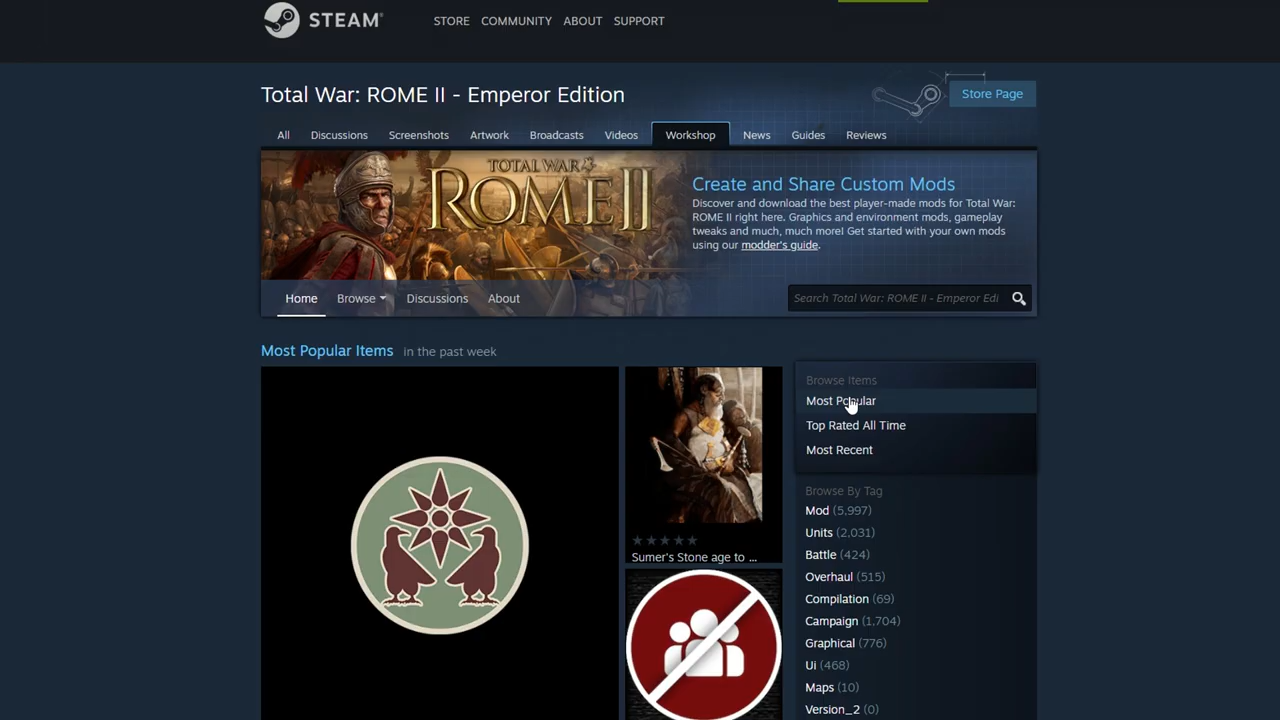 STEAM
STORE COMMUNITY ABOUT SUPPORT
Total War: ROME II - Emperor Edition
Store Page
All Discussions Screenshots Artwork Broadcasts Videos Workshop News Guides Reviews
TOTAL WAR
ROME II
Create and Share Custom Mods
Discover and download the best player-made mods for Total War:
ROME II right here. Graphics and environment mods, gameplay
tweaks and much, much more! Get started with your own mods
using our modder's guide.
Home Browse Discussions About
Search Total War: ROME II - Emperor Edi
Most Popular Items in the past week
Sumer's Stone age to ...
Browse Items
Most Popular
Top Rated All Time
Most Recent
Browse By Tag
Mod (5,997)
Units (2,031)
Battle (424)
Overhaul (515)
Compilation (69)
Campaign (1,704)
Graphical (776)
Ui (468)
Maps (10)
Version_2 (0)